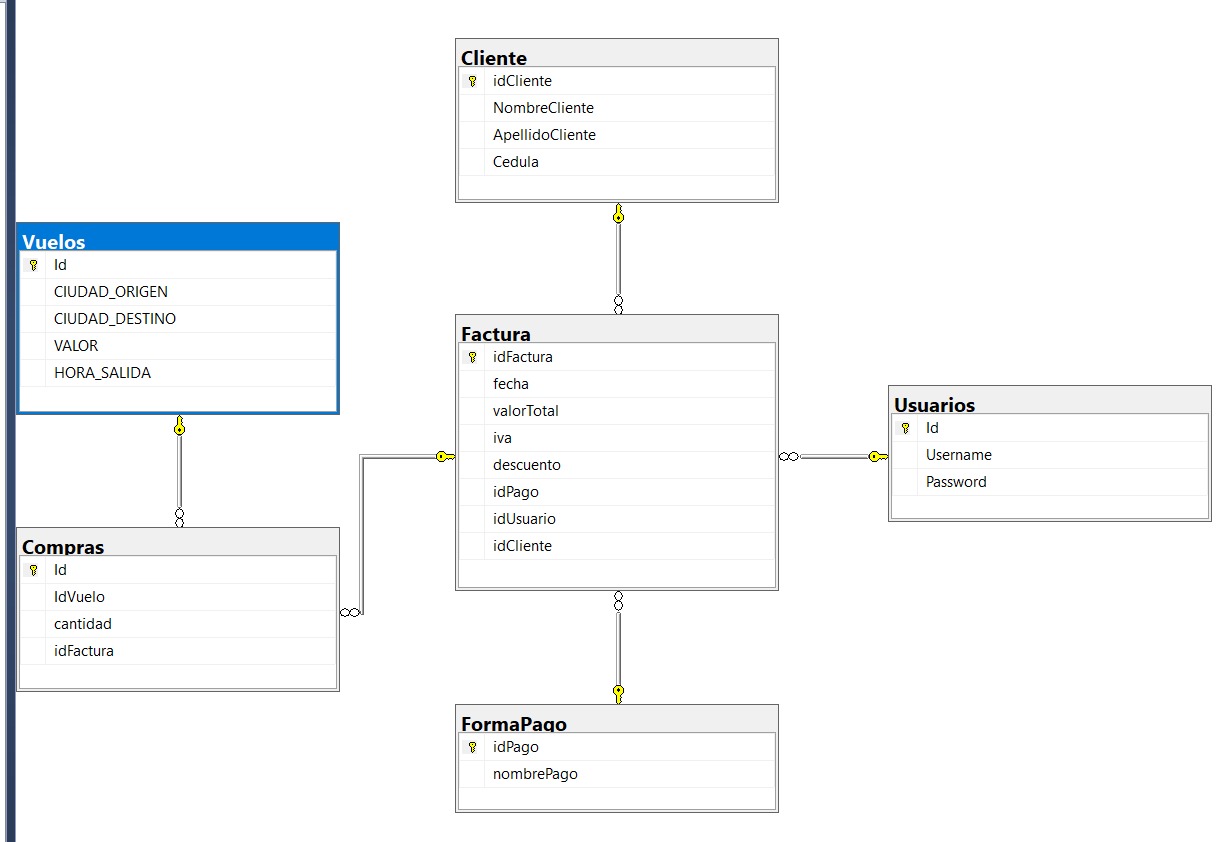 Cliente
idCliente
NombreCliente
ApellidoCliente
Cedula
Vuelos
Id
CIUDAD_ORIGEN
CIUDAD_DESTINO
VALOR
HORA_SALIDA
Factura
idFactura
fecha
valorTotal
iva
descuento
idPago
idUsuario
idCliente
Usuarios
Id
Username
Password
Compras
Id
IdVuelo
cantidad
idFactura
FormaPago
idPago
nombrePago